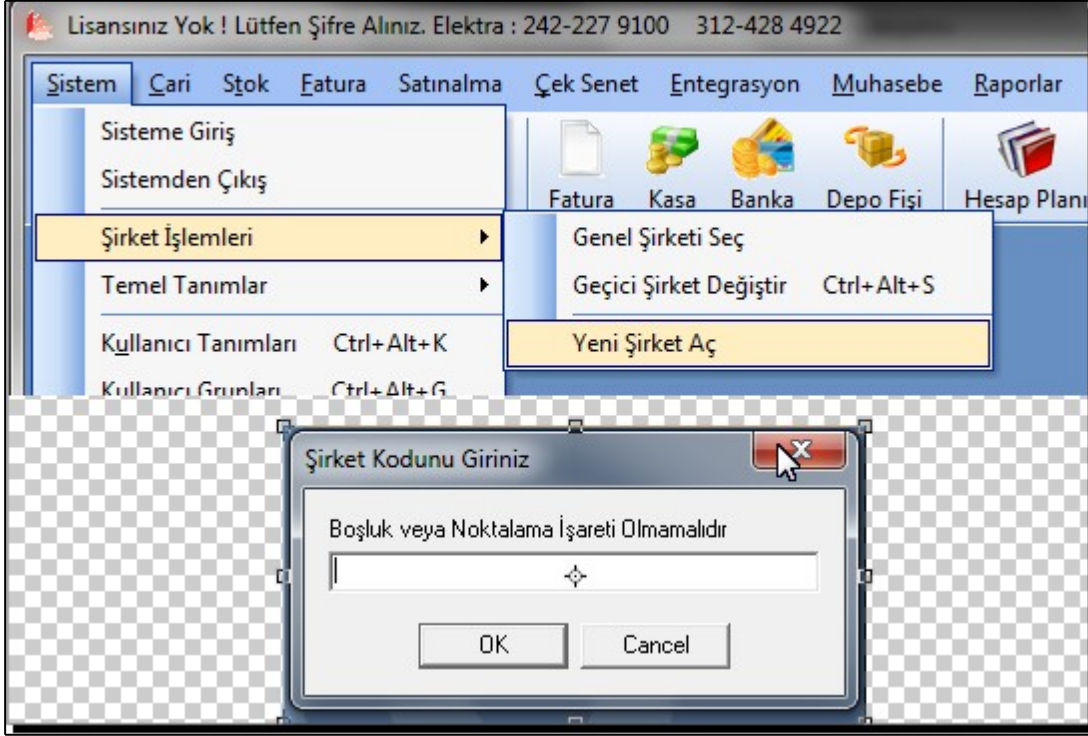 Lisansınız Yok ! Lütfen Şifre Alınız. Elektra : 242-227 9100 312-428 4922
Sistem Cari Stok Fatura Satınalma Çek Senet Entegrasyon Muhasebe Raporlar
Sisteme Giriş
Sistemden Çıkış
Fatura Kasa Banka Depo Fişi Hesap Planı
Şirket İşlemleri
Genel Şirketi Seç
Temel Tanımlar
Geçici Şirket Değiştir Ctrl+Alt+S
Kullanıcı Tanımları Ctrl+Alt+K
Yeni Şirket Aç
Kullanıcı Grupları Ctrl+Alt+G
Şirket Kodunu Giriniz
Boşluk veya Noktalama İşareti Olmamalıdır
OK Cancel